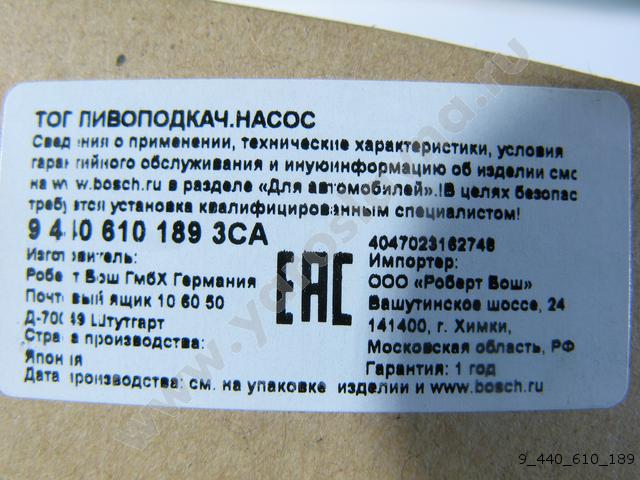 ТОПЛИВОПОДКАЧ.НАСОС
Сведения о применении, технические характеристики, условия
гарантийного обслуживания и иную информацию об изделии смо
на www.bosch.ru в разделе «Для автомобилей».!В целях безопас
требуется установка квалифицированным специалистом!
9 440 610 189 3CA
Изготовитель:
Роберт Бош ГмбХ Германия
Почтовый ящик 10 60 50
Д-70049 Штутгарт
Страна производства:
Япония
Дата производства: см. на упаковке изделии и www.bosch.ru
EAC
4047023162748
Импортер:
ООО «Роберт Бош»
Вашутинское шоссе, 24
141400, г. Химки,
Московская область, РФ
Гарантия: 1 год
9_440_610_189